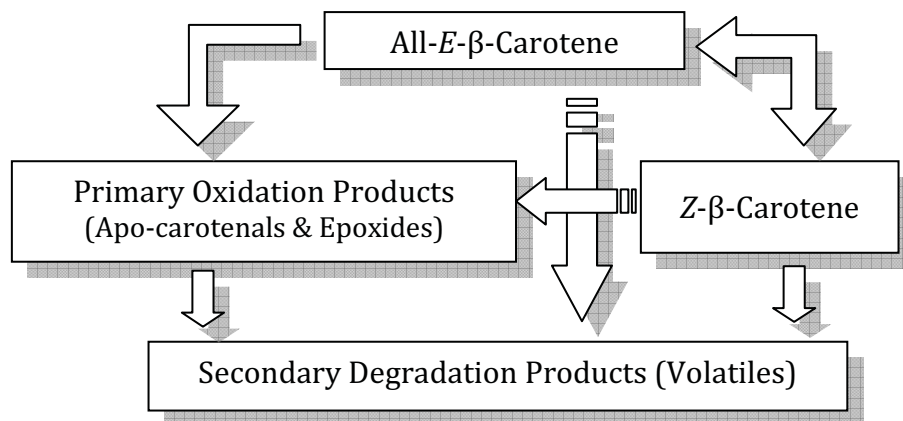 All-E-β-Carotene
Primary Oxidation Products
(Apo-carotenals & Epoxides)
Z-β-Carotene
Secondary Degradation Products (Volatiles)